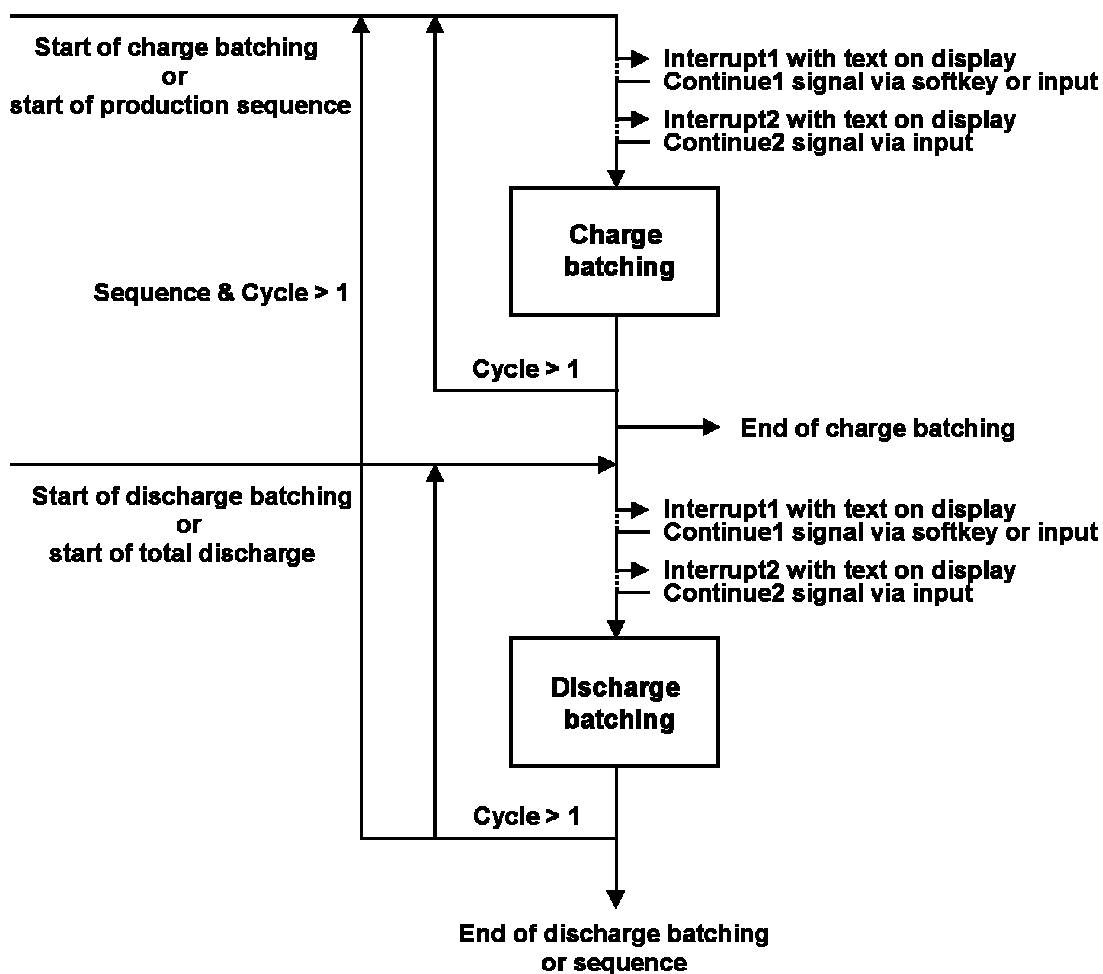 Start of charge batching
or
start of production sequence
Interrupt1 with text on display
Continue1 signal via softkey or input
Interrupt2 with text on display
Continue2 signal via input
Charge
batching
Sequence & Cycle > 1
Cycle > 1
End of charge batching
Start of discharge batching
or
start of total discharge
Interrupt1 with text on display
Continue1 signal via softkey or input
Interrupt2 with text on display
Continue2 signal via input
Discharge
batching
Cycle > 1
End of discharge batching
or sequence